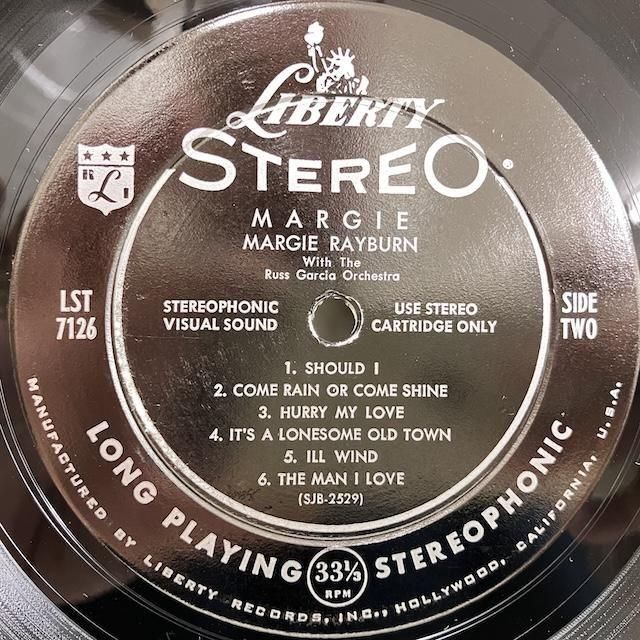 LIBERTY
STEREO
R L I
MARGIE
MARGIE RAYBURN
With The
Russ Garcia Orchestra
LST
7126
STEREOPHONIC
VISUAL SOUND
USE STEREO
CARTRIDGE ONLY
SIDE
TWO
1. SHOULD I
2. COME RAIN OR COME SHINE
3. HURRY MY LOVE
4. IT'S A LONESOME OLD TOWN
5. ILL WIND
6. THE MAN I LOVE
(SJB-2529)
LONG PLAYING 33⅓ RPM STEREOPHONIC
MANUFACTURED BY LIBERTY RECORDS, INC., HOLLYWOOD, CALIFORNIA, U.S.A.